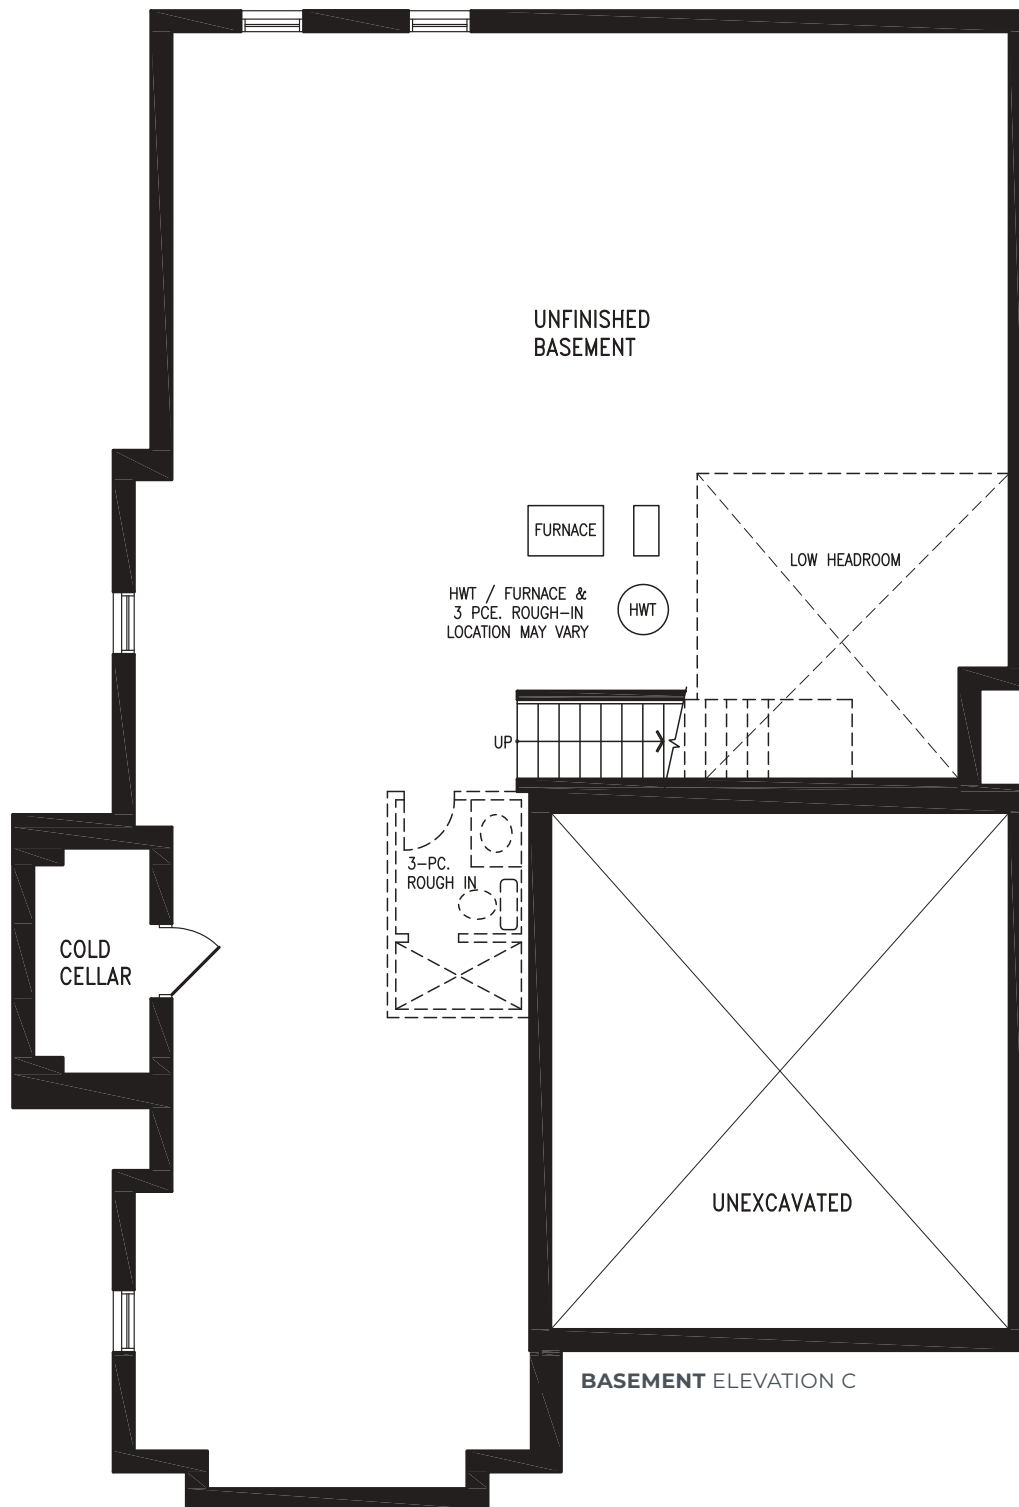 UNFINISHED
BASEMENT
FURNACE
LOW HEADROOM
HWT / FURNACE &
3 PCE. ROUGH-IN
LOCATION MAY VARY
HWT
UP
3-PC.
ROUGH IN
COLD
CELLAR
UNEXCAVATED
BASEMENT ELEVATION C